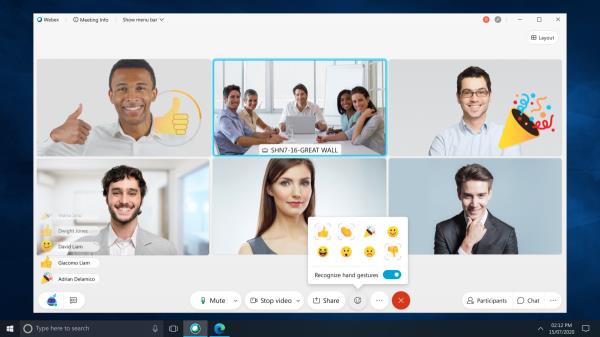 Webex
Meeting Info
Show menu bar
Layout
SHN7-16-GREAT WALL
Dwight Jones
David Liam
Giacomo Liam
Adrian Delamico
Recognize hand gestures
Mute
Stop video
Share
Participants
Chat
Type here to search
02:12 PM
15/07/2020